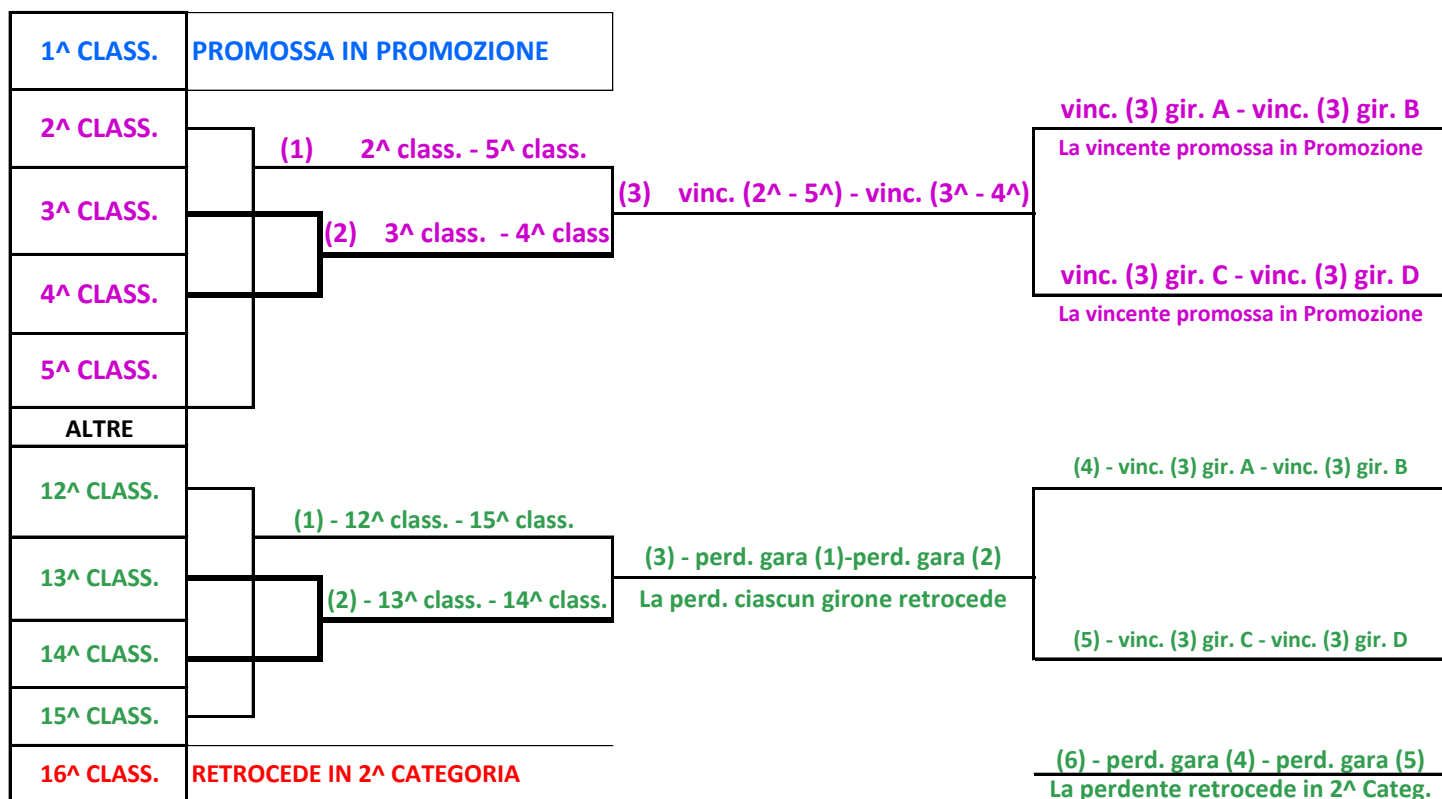 1^ CLASS. PROMOSSA IN PROMOZIONE
2^ CLASS.
(1) 2^ class. - 5^ class.
3^ CLASS.
(2) 3^ class. - 4^ class
4^ CLASS.
5^ CLASS.
(3) vinc. (2^ - 5^) - vinc. (3^ - 4^)
vinc. (3) gir. A - vinc. (3) gir. B
La vincente promossa in Promozione
vinc. (3) gir. C - vinc. (3) gir. D
La vincente promossa in Promozione
ALTRE
12^ CLASS.
(1) - 12^ class. - 15^ class.
13^ CLASS.
(2) - 13^ class. - 14^ class.
14^ CLASS.
15^ CLASS.
(3) - perd. gara (1)-perd. gara (2)
La perd. ciascun girone retrocede
(4) - vinc. (3) gir. A - vinc. (3) gir. B
(5) - vinc. (3) gir. C - vinc. (3) gir. D
16^ CLASS. RETROCEDE IN 2^ CATEGORIA
(6) - perd. gara (4) - perd. gara (5)
La perdente retrocede in 2^ Categ.